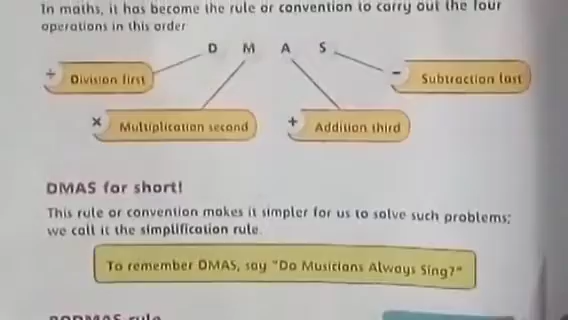 In maths, it has become the rule or convention to carry out the four
operations in this order
D M A S
÷ Division first
− Subtraction last
× Multiplication second
+ Addition third
DMAS for short!
This rule or convention makes it simpler for us to solve such problems;
we call it the simplification rule.
To remember DMAS, say "Do Musicians Always Sing?"
BODMAS rule